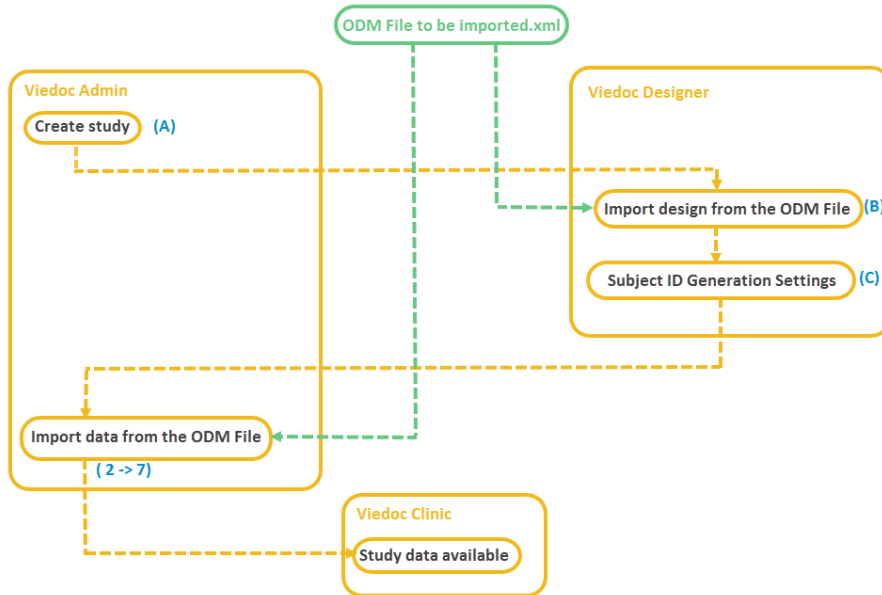 ODM File to be imported.xml
Viedoc Admin
Create study (A)
Viedoc Designer
Import design from the ODM File (B)
Subject ID Generation Settings (C)
Import data from the ODM File
( 2 -> 7)
Viedoc Clinic
Study data available